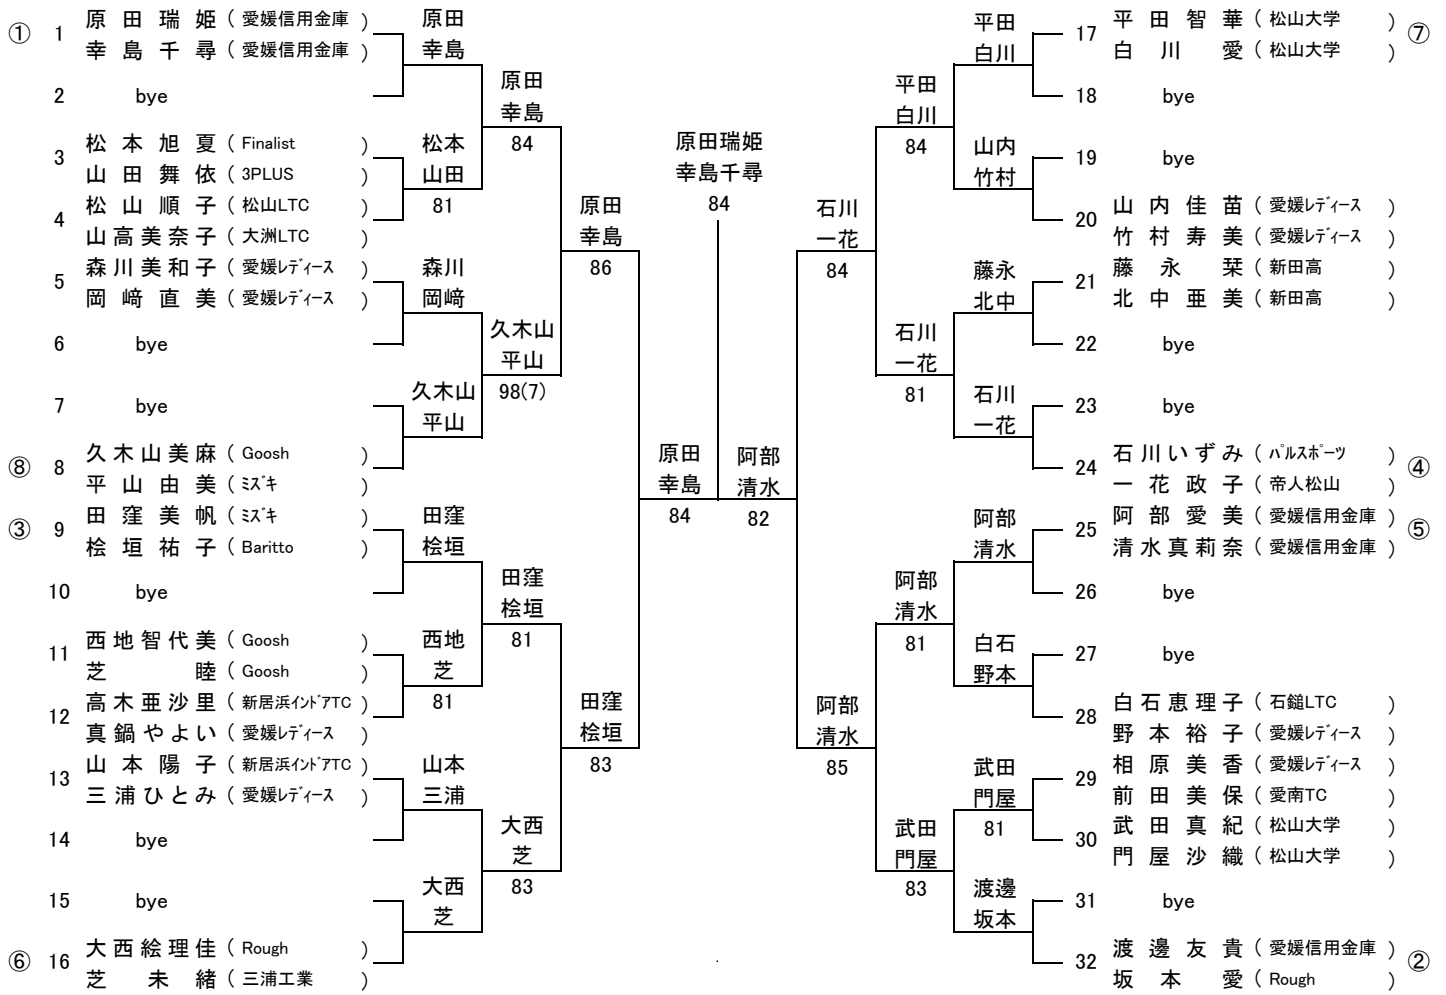 ① 1 原田瑞姫 ( 愛媛信用金庫 )
幸島千尋 ( 愛媛信用金庫 )
2 bye
3 松本旭夏 ( Finalist )
山田舞依 ( 3PLUS )
4 松山順子 ( 松山LTC )
山高美奈子 ( 大洲LTC )
5 森川美和子 ( 愛媛ﾚﾃﾞｨｰｽ )
岡﨑直美 ( 愛媛ﾚﾃﾞｨｰｽ )
6 bye
7 bye
⑧ 8 久木山美麻 ( Goosh )
平山由美 ( ﾐｽﾞｷ )
③ 9 田窪美帆 ( ﾐｽﾞｷ )
桧垣祐子 ( Baritto )
10 bye
11 西地智代美 ( Goosh )
芝睦 ( Goosh )
12 高木亜沙里 ( 新居浜ｲﾝﾄﾞｱTC )
真鍋やよい ( 愛媛ﾚﾃﾞｨｰｽ )
13 山本陽子 ( 新居浜ｲﾝﾄﾞｱTC )
三浦ひとみ ( 愛媛ﾚﾃﾞｨｰｽ )
14 bye
15 bye
⑥ 16 大西絵理佳 ( Rough )
芝未緒 ( 三浦工業 )
原田
幸島
松本
山田
81
森川
岡﨑
久木山
平山
田窪
桧垣
西地
芝
81
山本
三浦
大西
芝
原田
幸島
84
久木山
平山
98(7)
田窪
桧垣
81
大西
芝
83
原田
幸島
86
田窪
桧垣
83
原田
幸島
84
原田瑞姫
幸島千尋
84
阿部
清水
82
石川
一花
84
阿部
清水
85
平田
白川
84
石川
一花
81
阿部
清水
81
武田
門屋
83
平田
白川
山内
竹村
藤永
北中
石川
一花
阿部
清水
白石
野本
武田
門屋
81
渡邊
坂本
17 平田智華 ( 松山大学 ) ⑦
白川愛 ( 松山大学 )
18 bye
19 bye
20 山内佳苗 ( 愛媛ﾚﾃﾞｨｰｽ )
竹村寿美 ( 愛媛ﾚﾃﾞｨｰｽ )
21 藤永栞 ( 新田高 )
北中亜美 ( 新田高 )
22 bye
23 bye
24 石川いずみ ( ﾊﾟﾙｽﾎﾟｰﾂ ) ④
一花政子 ( 帝人松山 )
25 阿部愛美 ( 愛媛信用金庫 ) ⑤
清水真莉奈 ( 愛媛信用金庫 )
26 bye
27 bye
28 白石恵理子 ( 石鎚LTC )
野本裕子 ( 愛媛ﾚﾃﾞｨｰｽ )
29 相原美香 ( 愛媛ﾚﾃﾞｨｰｽ )
前田美保 ( 愛南TC )
30 武田真紀 ( 松山大学 )
門屋沙織 ( 松山大学 )
31 bye
32 渡邊友貴 ( 愛媛信用金庫 ) ②
坂本愛 ( Rough )